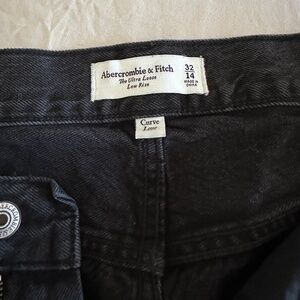 Abercrombie & Fitch
The Ultra Loose
Low Rise
32
14
MADE IN
CHINA
Curve
Love